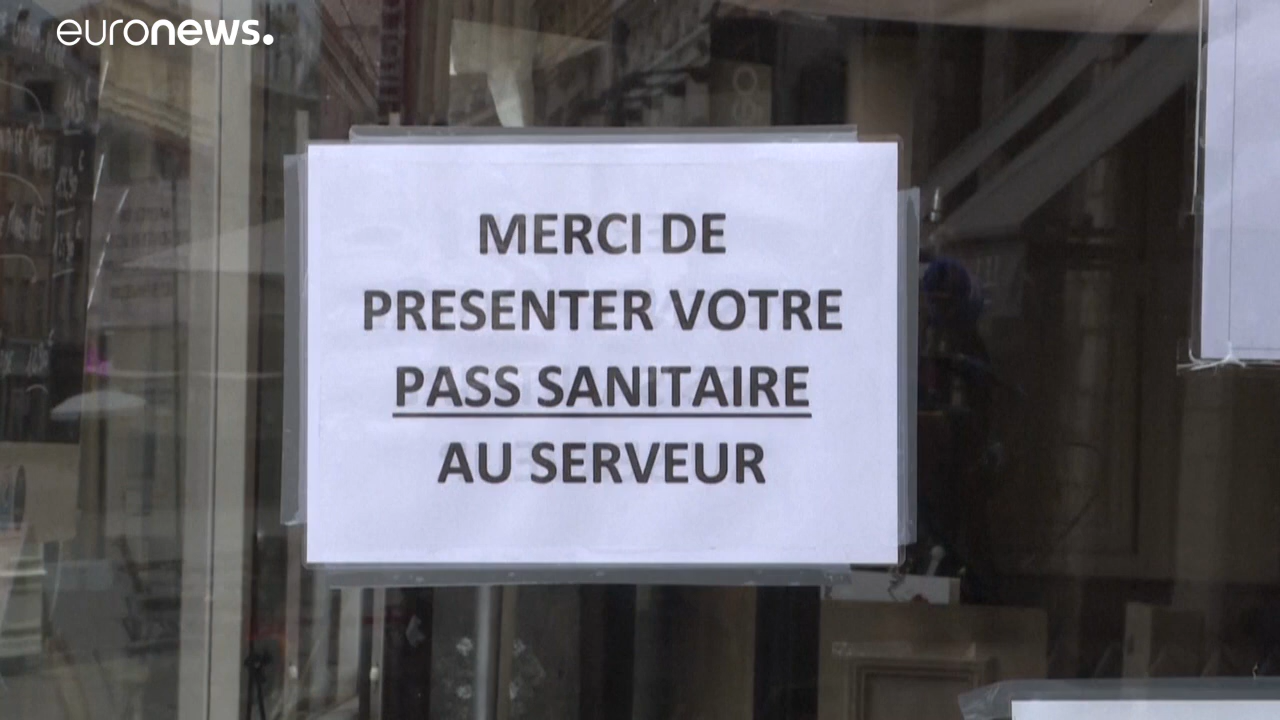 euronews.
MERCI DE
PRESENTER VOTRE
PASS SANITAIRE
AU SERVEUR